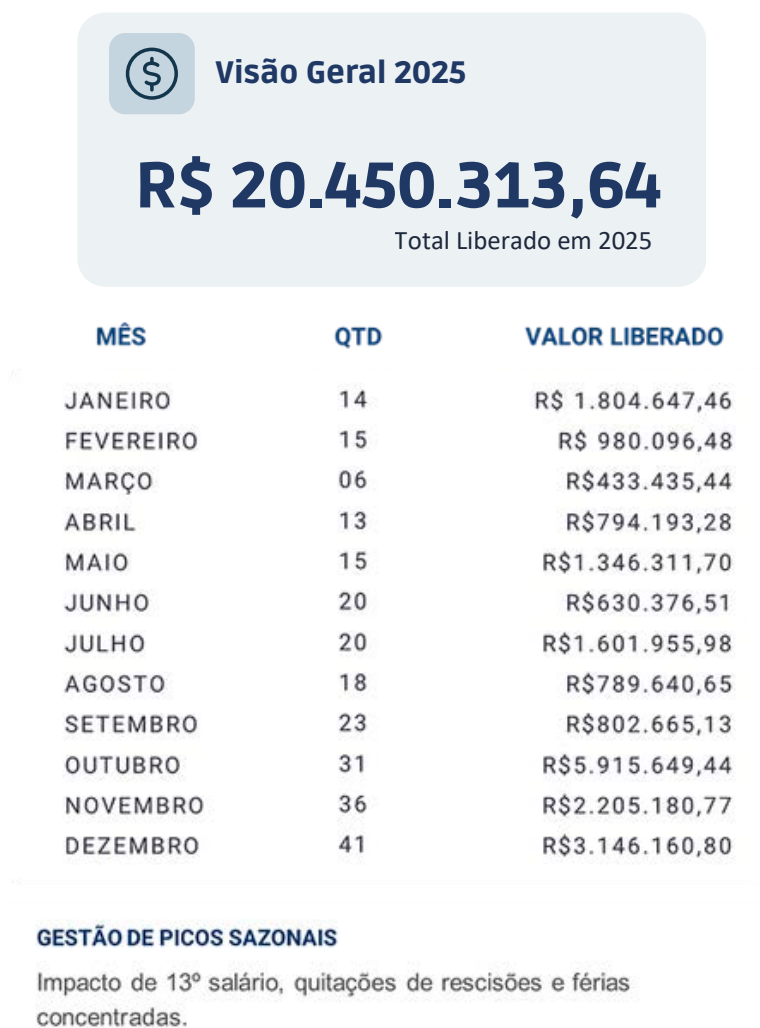 Visão Geral 2025
R$ 20.450.313,64
Total Liberado em 2025
MÊS QTD VALOR LIBERADO
JANEIRO 14 R$ 1.804.647,46
FEVEREIRO 15 R$ 980.096,48
MARÇO 06 R$433.435,44
ABRIL 13 R$794.193,28
MAIO 15 R$1.346.311,70
JUNHO 20 R$630.376,51
JULHO 20 R$1.601.955,98
AGOSTO 18 R$789.640,65
SETEMBRO 23 R$802.665,13
OUTUBRO 31 R$5.915.649,44
NOVEMBRO 36 R$2.205.180,77
DEZEMBRO 41 R$3.146.160,80
GESTÃO DE PICOS SAZONAIS
Impacto de 13º salário, quitações de rescisões e férias
concentradas.